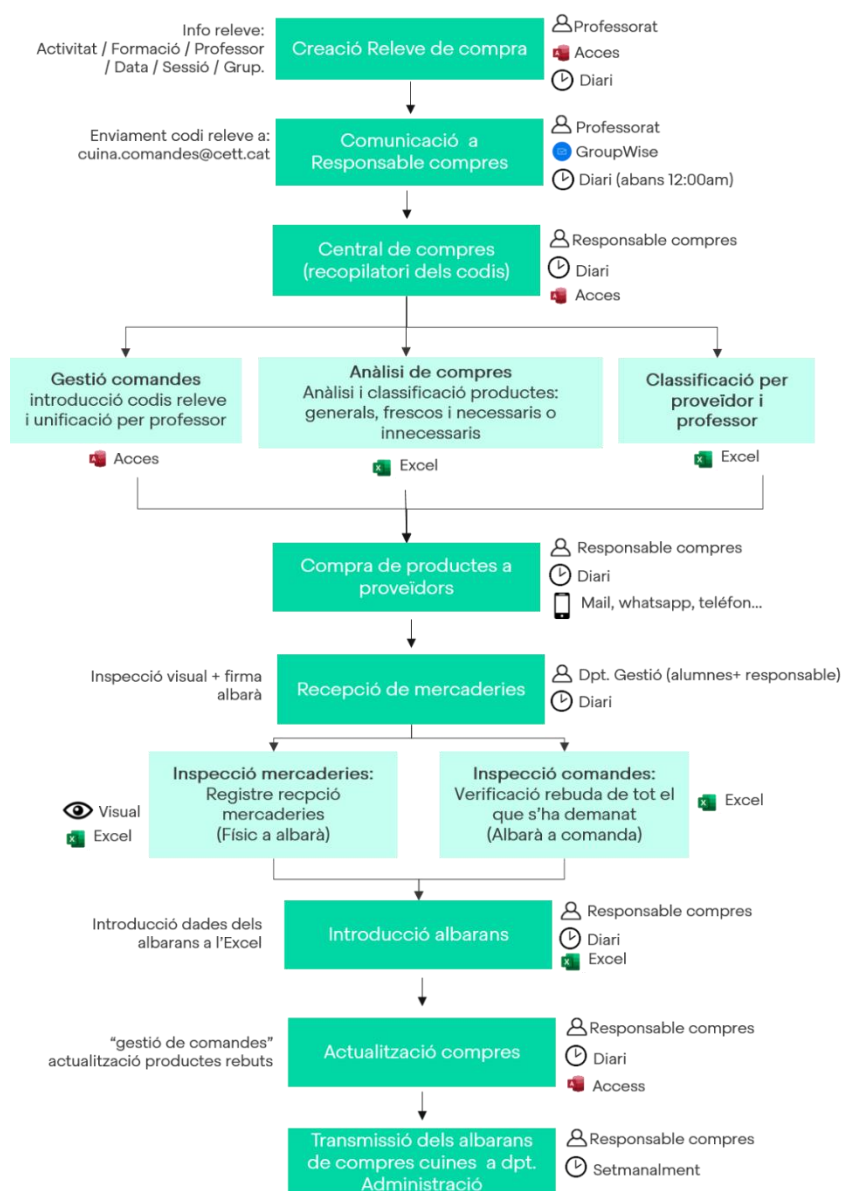 Info releve:
Activitat / Formació / Professor
/ Data / Sessió / Grup.
Creació Releve de compra
Professorat
Acces
Diari
Enviament codi releve a:
cuina.comandes@cett.cat
Comunicació a
Responsable compres
Professorat
GroupWise
Diari (abans 12:00am)
Central de compres
(recopilatori dels codis)
Responsable compres
Diari
Acces
Gestió comandes
introducció codis releve
i unificació per professor
Acces
Anàlisi de compres
Anàlisi i classificació productes:
generals, frescos i necessaris o
innecessaris
Excel
Classificació per
proveïdor i
professor
Excel
Compra de productes a
proveïdors
Responsable compres
Diari
Mail, whatsapp, teléfon...
Inspecció visual + firma
albarà
Recepció de mercaderies
Dpt. Gestió (alumnes+ responsable)
Diari
Visual
Excel
Inspecció mercaderies:
Registre recpció
mercaderies
(Físic a albarà)
Inspecció comandes:
Verificació rebuda de tot el
que s'ha demanat
(Albarà a comanda)
Excel
Introducció dades dels
albarans a l'Excel
Introducció albarans
Responsable compres
Diari
Excel
"gestió de comandes"
actualització productes rebuts
Actualització compres
Responsable compres
Diari
Access
Transmissió dels albarans
de compres cuines a dpt.
Administració
Responsable compres
Setmanalment